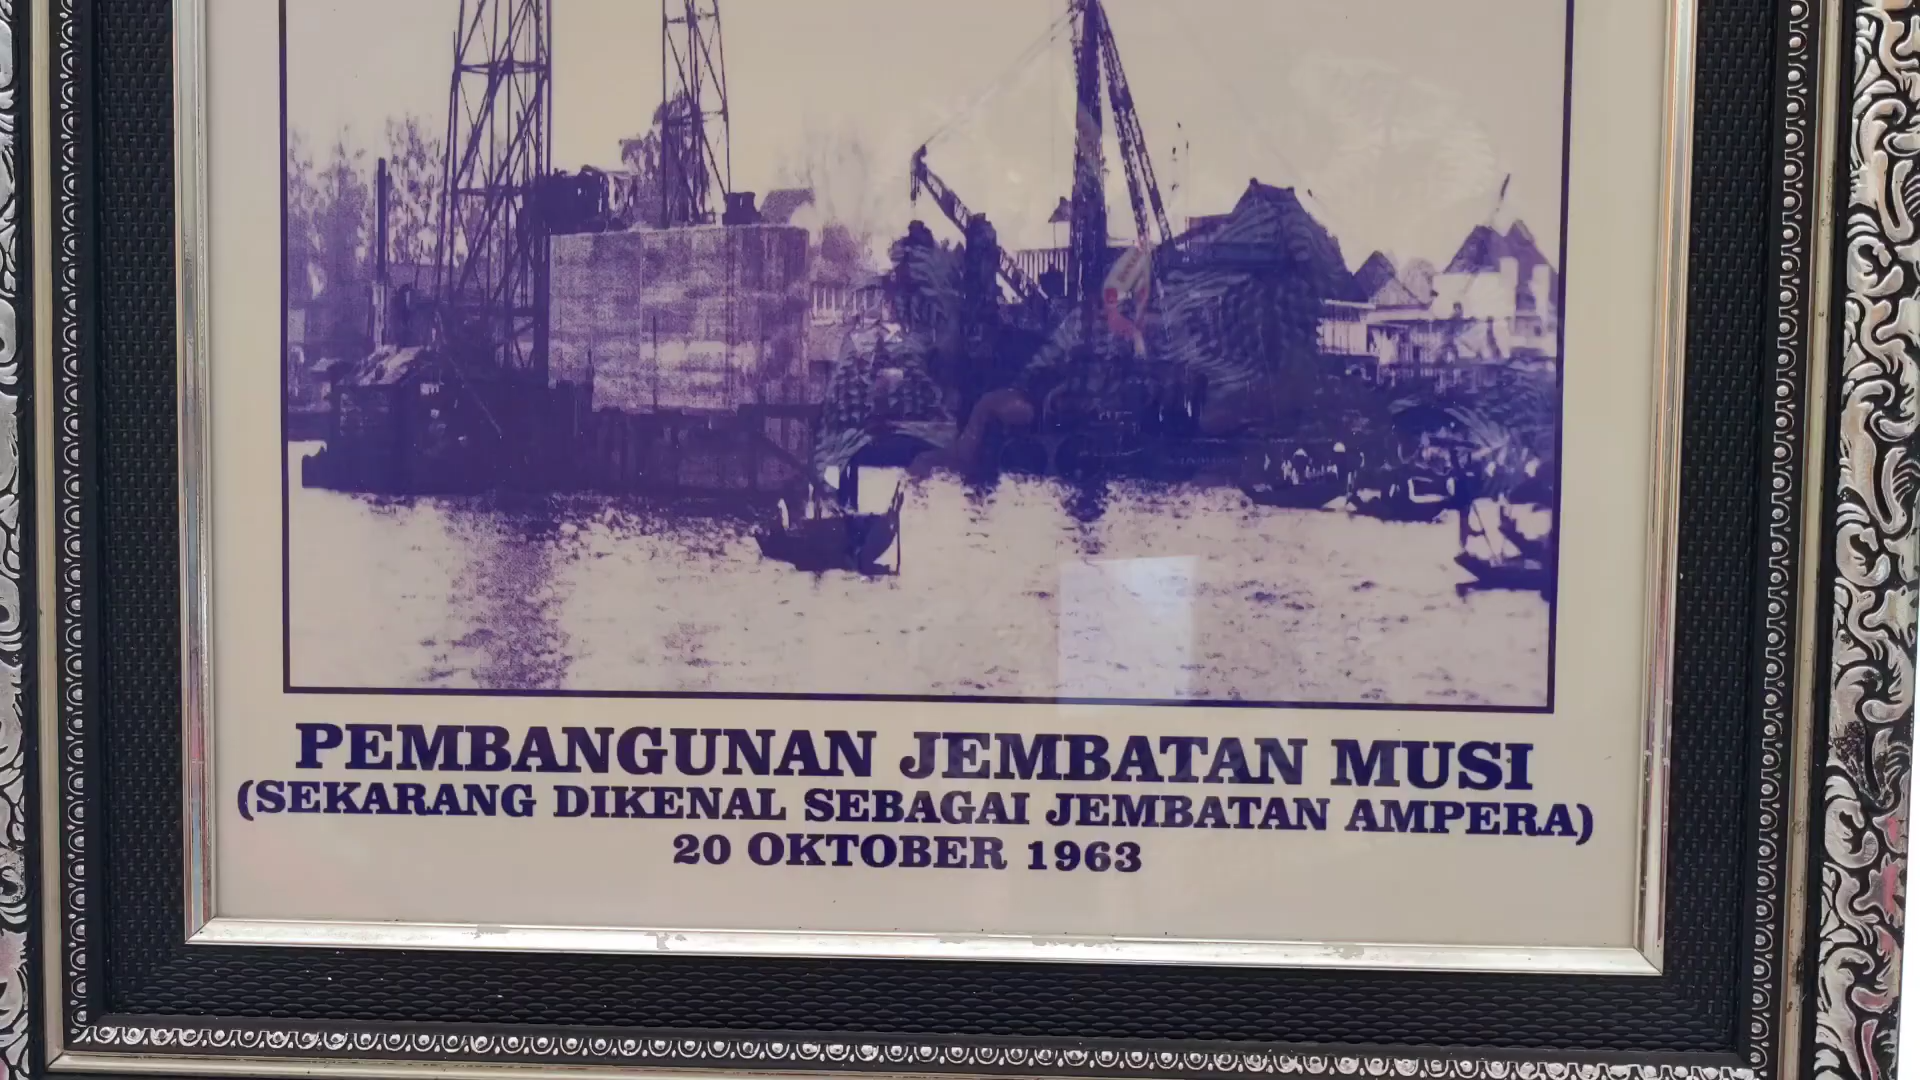 PEMBANGUNAN JEMBATAN MUSI
(SEKARANG DIKENAL SEBAGAI JEMBATAN AMPERA)
20 OKTOBER 1963